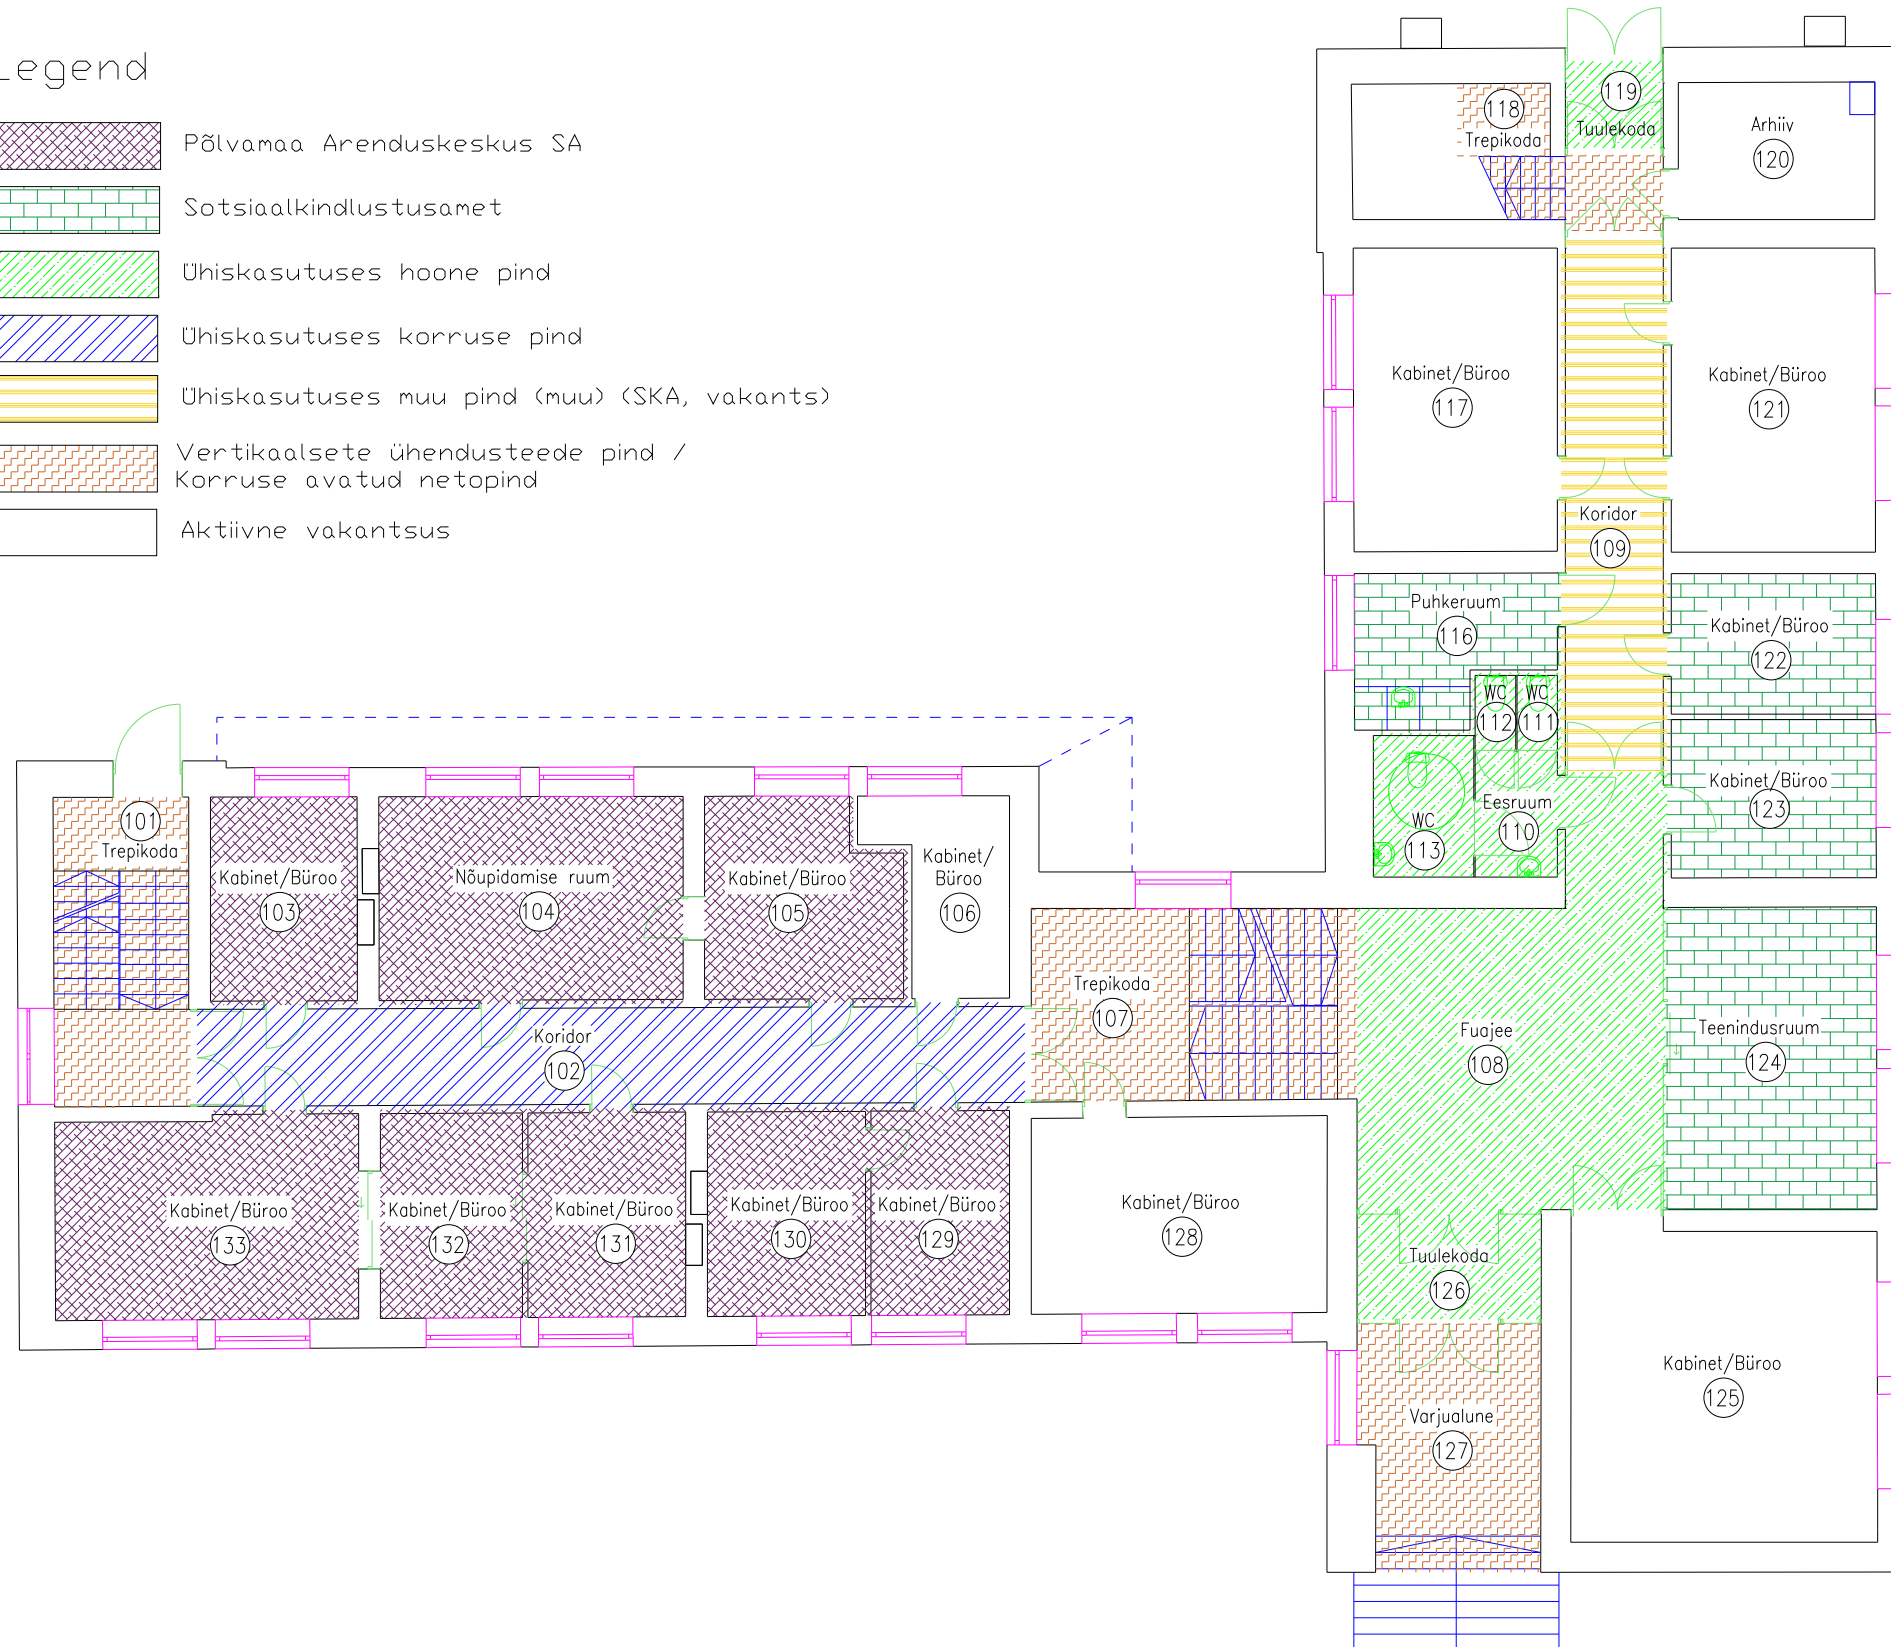 Legend
Põlvamaa Arenduskeskus SA
Sotsiaalkindlustusamet
Ühiskasutuses hoone pind
Ühiskasutuses korruse pind
Ühiskasutuses muu pind (muu) (SKA, vakants)
Vertikaalsete ühendusteede pind /
Korruse avatud netopind
Aktiivne vakantsus
118
Trepikoda
119
Tuulekoda
Arhiiv
120
Kabinet/Büroo
117
Kabinet/Büroo
121
Koridor
109
Puhkeruum
116
Kabinet/Büroo
122
WC
112
WC
111
Kabinet/Büroo
123
Eesruum
110
WC
113
101
Trepikoda
Kabinet/Büroo
103
Nõupidamise ruum
104
Kabinet/Büroo
105
Kabinet/
Büroo
106
Trepikoda
107
Koridor
102
Fuajee
108
Teenindusruum
124
Kabinet/Büroo
133
Kabinet/Büroo
132
Kabinet/Büroo
131
Kabinet/Büroo
130
Kabinet/Büroo
129
Kabinet/Büroo
128
Tuulekoda
126
Kabinet/Büroo
125
Varjualune
127